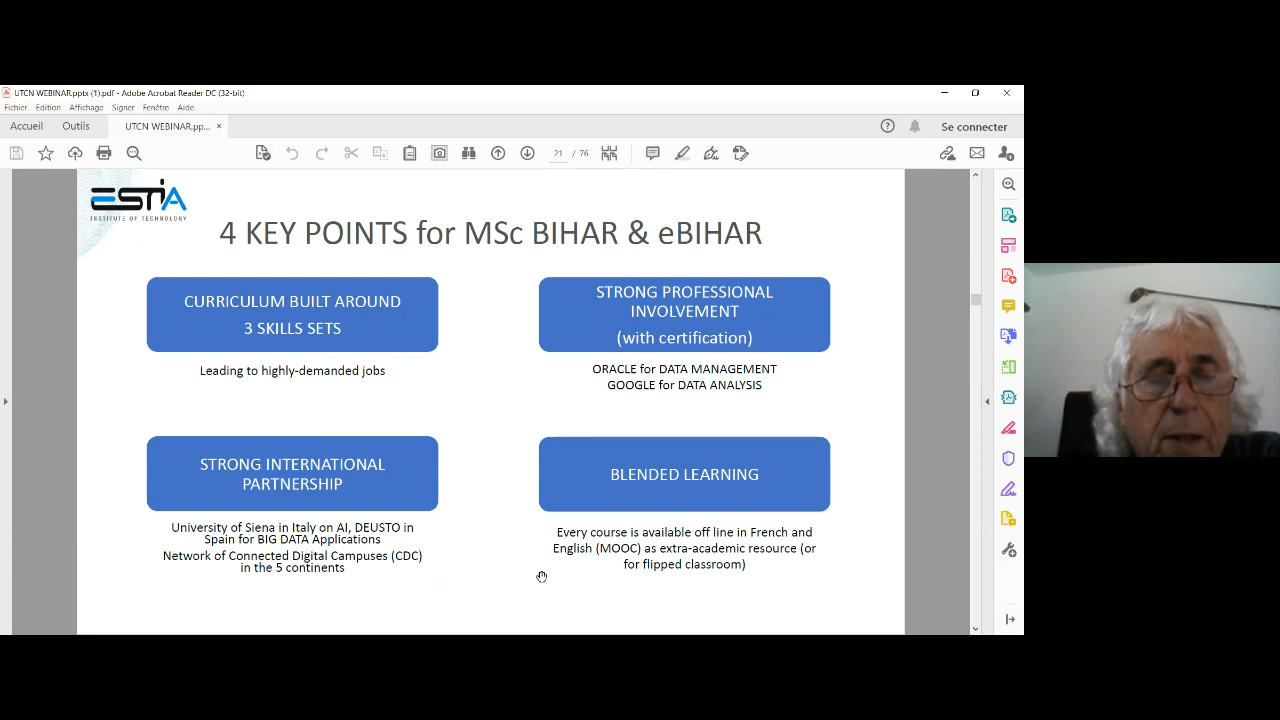 UTCN WEBINAR.pptx (1).pdf - Adobe Acrobat Reader DC (32-bit)
Fichier Edition Affichage Signer Fenêtre Aide
Accueil Outils UTCN WEBINAR.pp... × Se connecter
21 / 76
ESTIA
INSTITUTE OF TECHNOLOGY
4 KEY POINTS for MSc BIHAR & eBIHAR
CURRICULUM BUILT AROUND
3 SKILLS SETS
Leading to highly-demanded jobs
STRONG PROFESSIONAL
INVOLVEMENT
(with certification)
ORACLE for DATA MANAGEMENT
GOOGLE for DATA ANALYSIS
STRONG INTERNATIONAL
PARTNERSHIP
University of Siena in Italy on AI, DEUSTO in
Spain for BIG DATA Applications
Network of Connected Digital Campuses (CDC)
in the 5 continents
BLENDED LEARNING
Every course is available off line in French and
English (MOOC) as extra-academic resource (or
for flipped classroom)